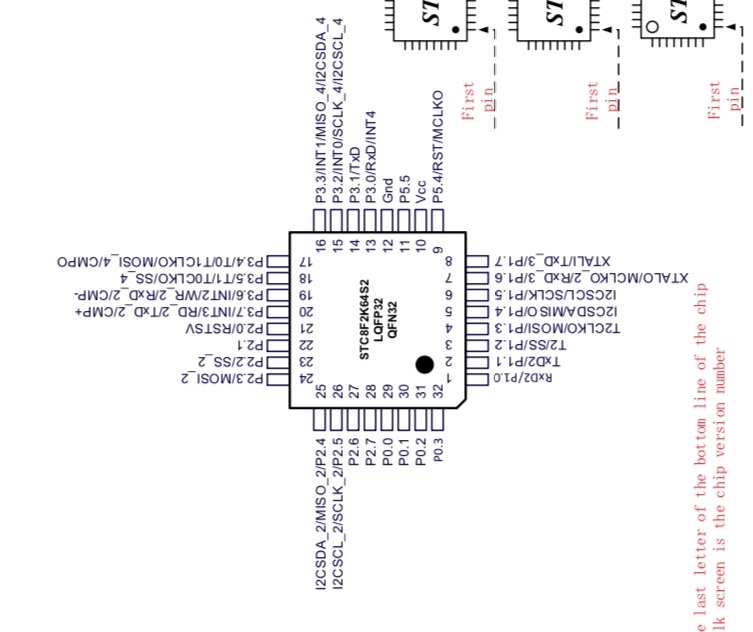 ST
ST
ST
First
pin
First
pin
First
pin
P3.3/INT1/MISO_4/I2CSDA_4
P3.2/INT0/SCLK_4/I2CSCL_4
P3.1/TxD
P3.0/RxD/INT4
Gnd
P5.5
Vcc
P5.4/RST/MCLKO
16
15
14
13
12
11
10
9
P3.4/T0/T1CLKO/MOSI_4/CMPO
P3.5/T1/T0CLKO/SS_4
P3.6/INT2/WR_2/RxD_2/CMP-
P3.7/INT3/RD_2/TxD_2/CMP+
P2.0/RSTSV
P2.1
P2.2/SS_2
P2.3/MOSI_2
17
18
19
20
21
22
23
24
STC8F2K64S2
LQFP32
QFN32
8
7
6
5
4
3
2
1
XTALI/TxD_3/P1.7
XTALO/MCLKO_2/RxD_3/P1.6
I2CSCL/SCLK/P1.5
I2CSDA/MISO/P1.4
T2CLKO/MOSI/P1.3
T2/SS/P1.2
TxD2/P1.1
RxD2/P1.0
25
26
27
28
29
30
31
32
I2CSDA_2/MISO_2/P2.4
I2CSCL_2/SCLK_2/P2.5
P2.6
P2.7
P0.0
P0.1
P0.2
P0.3
e last letter of the bottom line of the chip
lk screen is the chip version number